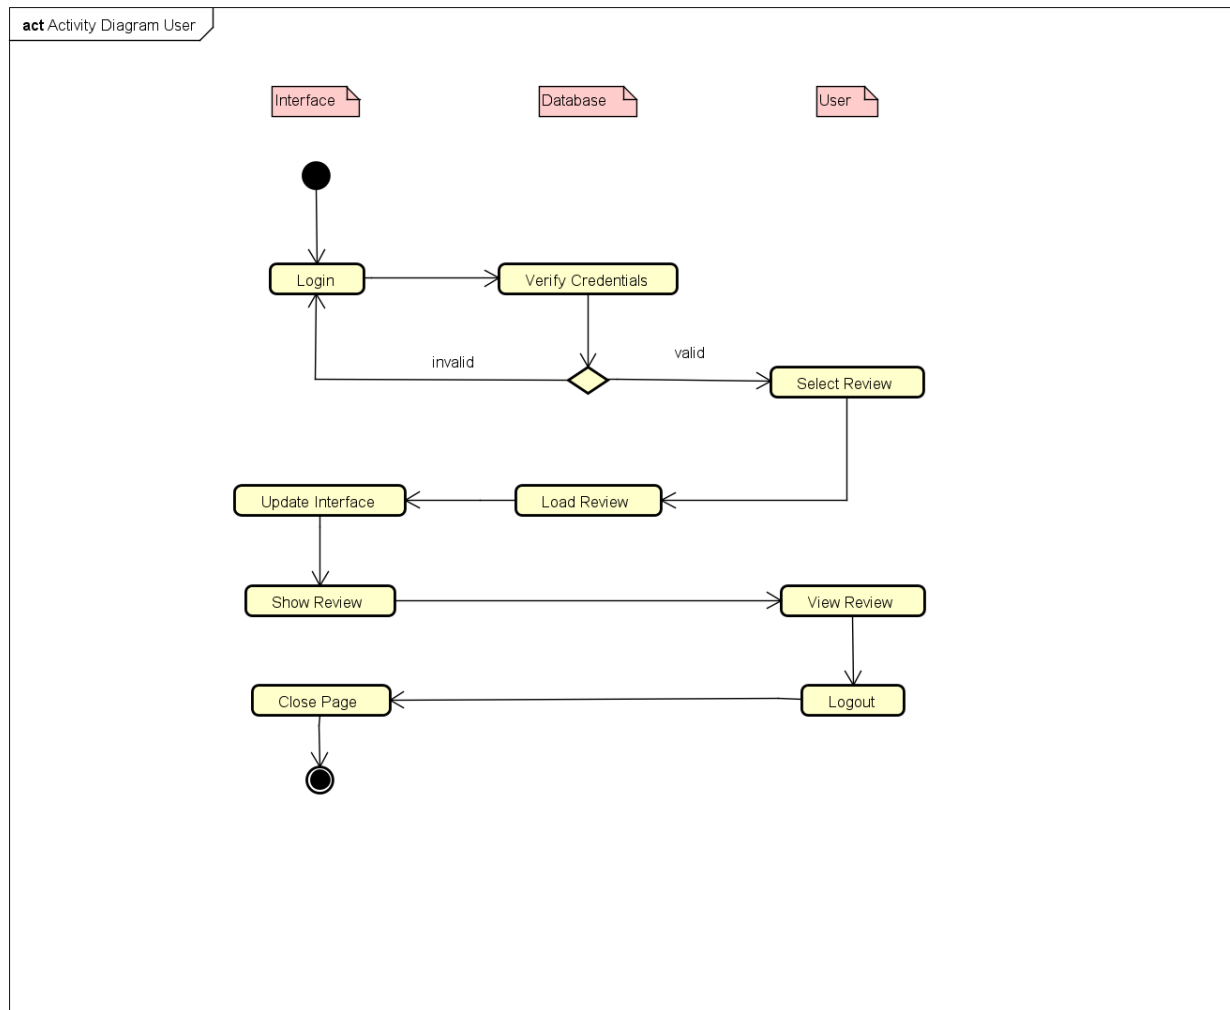 act Activity Diagram User
Interface
Database
User
Login
Verify Credentials
invalid
valid
Select Review
Update Interface
Load Review
Show Review
View Review
Close Page
Logout